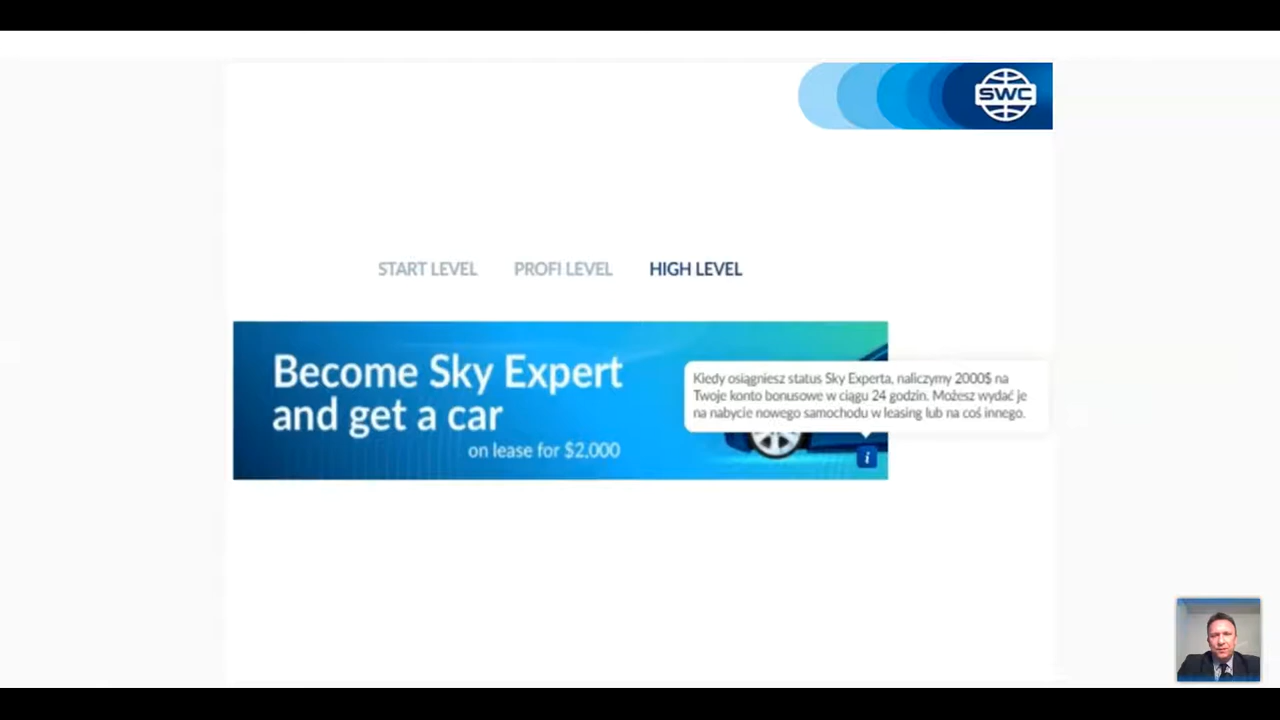 SWC
START LEVEL PROFI LEVEL HIGH LEVEL
Become Sky Expert
and get a car
on lease for $2,000
Kiedy osiągniesz status Sky Experta, naliczymy 2000$ na
Twoje konto bonusowe w ciągu 24 godzin. Możesz wydać je
na nabycie nowego samochodu w leasing lub na coś innego.
i